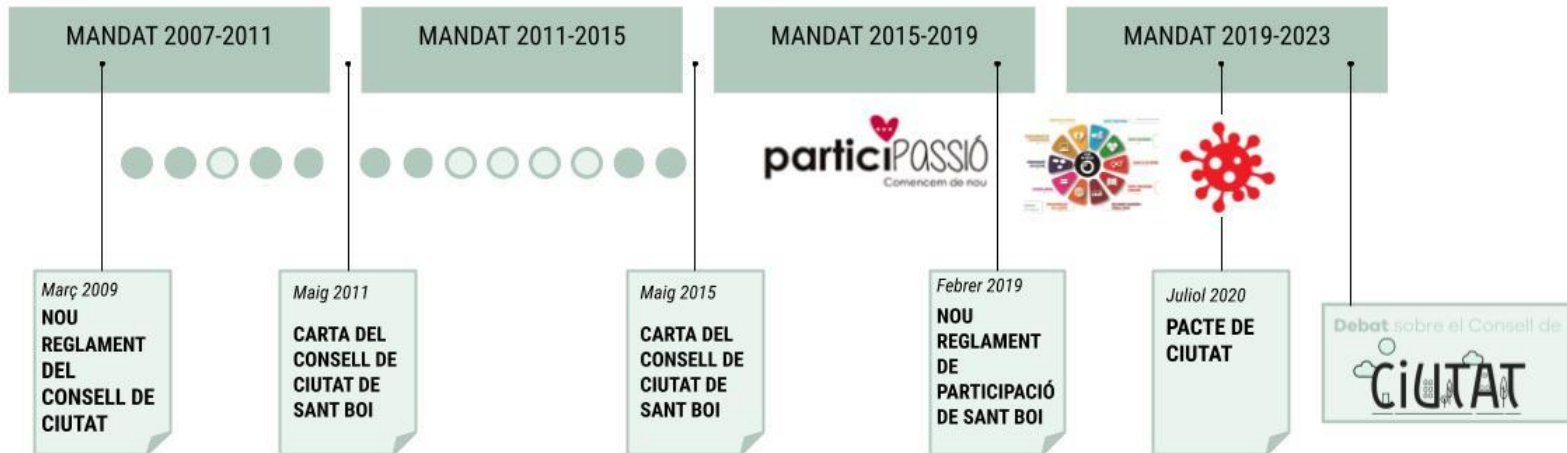 MANDAT 2007-2011
MANDAT 2011-2015
MANDAT 2015-2019
MANDAT 2019-2023
particiPASSIÓ
Comencem de nou
Març 2009
NOU
REGLAMENT
DEL
CONSELL DE
CIUTAT
Maig 2011
CARTA DEL
CONSELL DE
CIUTAT DE
SANT BOI
Maig 2015
CARTA DEL
CONSELL DE
CIUTAT DE
SANT BOI
Febrer 2019
NOU
REGLAMENT
DE
PARTICIPACIÓ
DE SANT BOI
Juliol 2020
PACTE DE
CIUTAT
Debat sobre el Consell de
CiUTAT